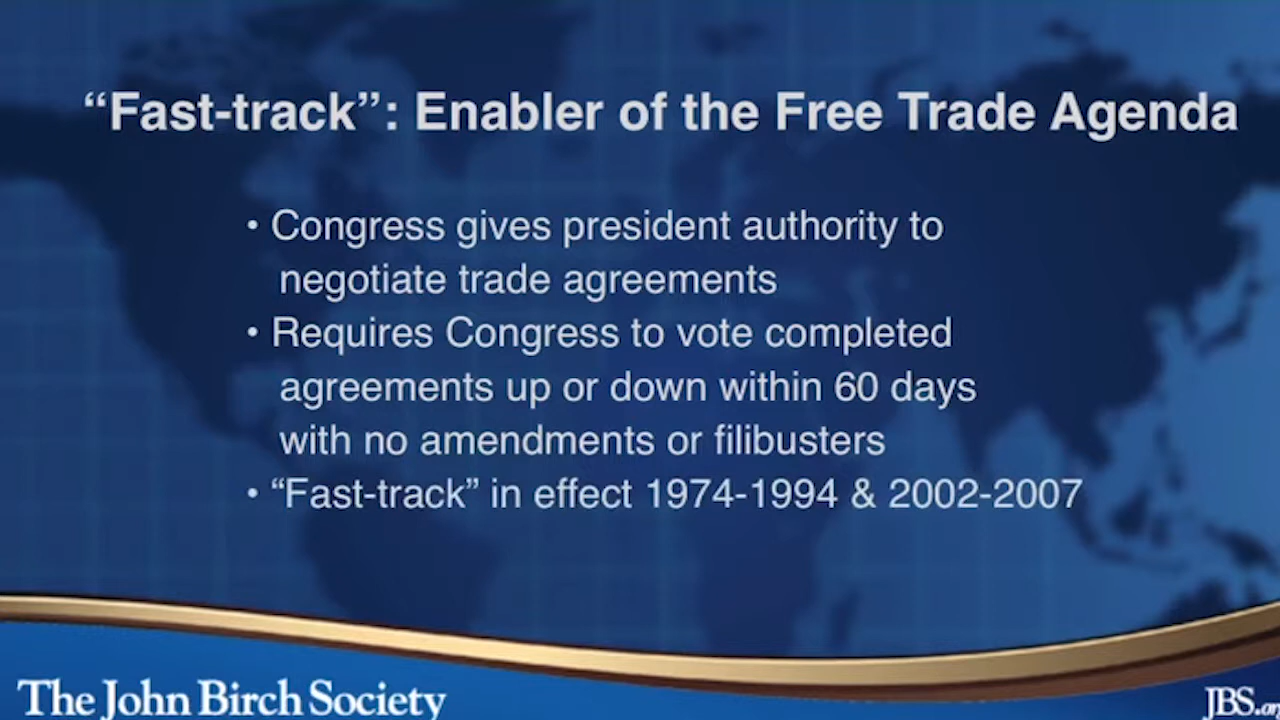 “Fast-track”: Enabler of the Free Trade Agenda
• Congress gives president authority to
negotiate trade agreements
• Requires Congress to vote completed
agreements up or down within 60 days
with no amendments or filibusters
• “Fast-track” in effect 1974-1994 & 2002-2007
The John Birch Society
JBS.or